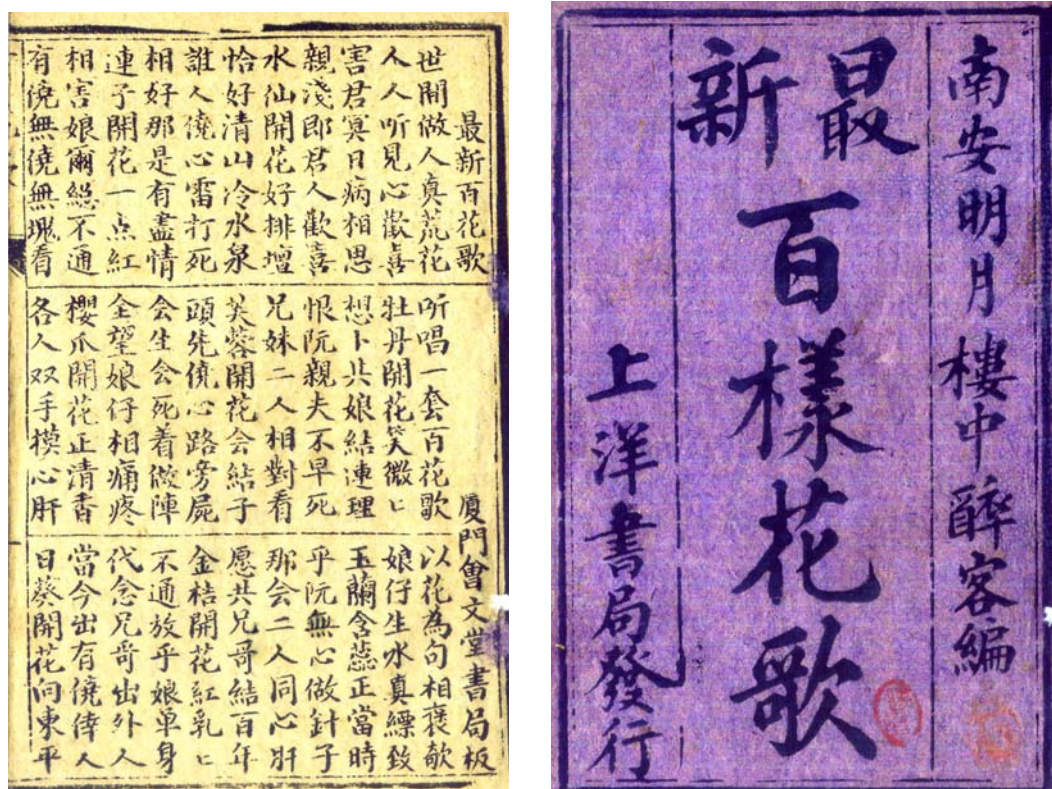 最新百花歌 廈門會文堂書局板
世間做人真荒花 听唱一套百花歌 以花為句相褒歌
人人听見心歡喜 牡丹開花笑微匕 娘仔生水真縹致
害君冥日病相思 想卜共娘結連理 玉蘭含蕊正當時
親淺郎君人歡喜 恨阮親夫不早死 乎阮無心做針子
水仙開花好排壇 兄妹二人相對看 那会二人同心肝
恰好清山冷水泉 芙蓉開花会結子 愿共兄哥結百年
誰人僥心雷打死 頭先僥心路旁屍 金桔開花紅乳匕
相好那是有盡情 会生会死着做陣 不通放乎娘单身
連子開花一点紅 全望娘仔相痛疼 代念兄哥出外人
相害娘爾総不通 櫻爪開花正清香 當今出有僥倖人
有僥無僥無塊看 各人双手模心肝 日葵開花向東平
南安明月樓中醉客編
最新
百樣花歌
上洋書局發行